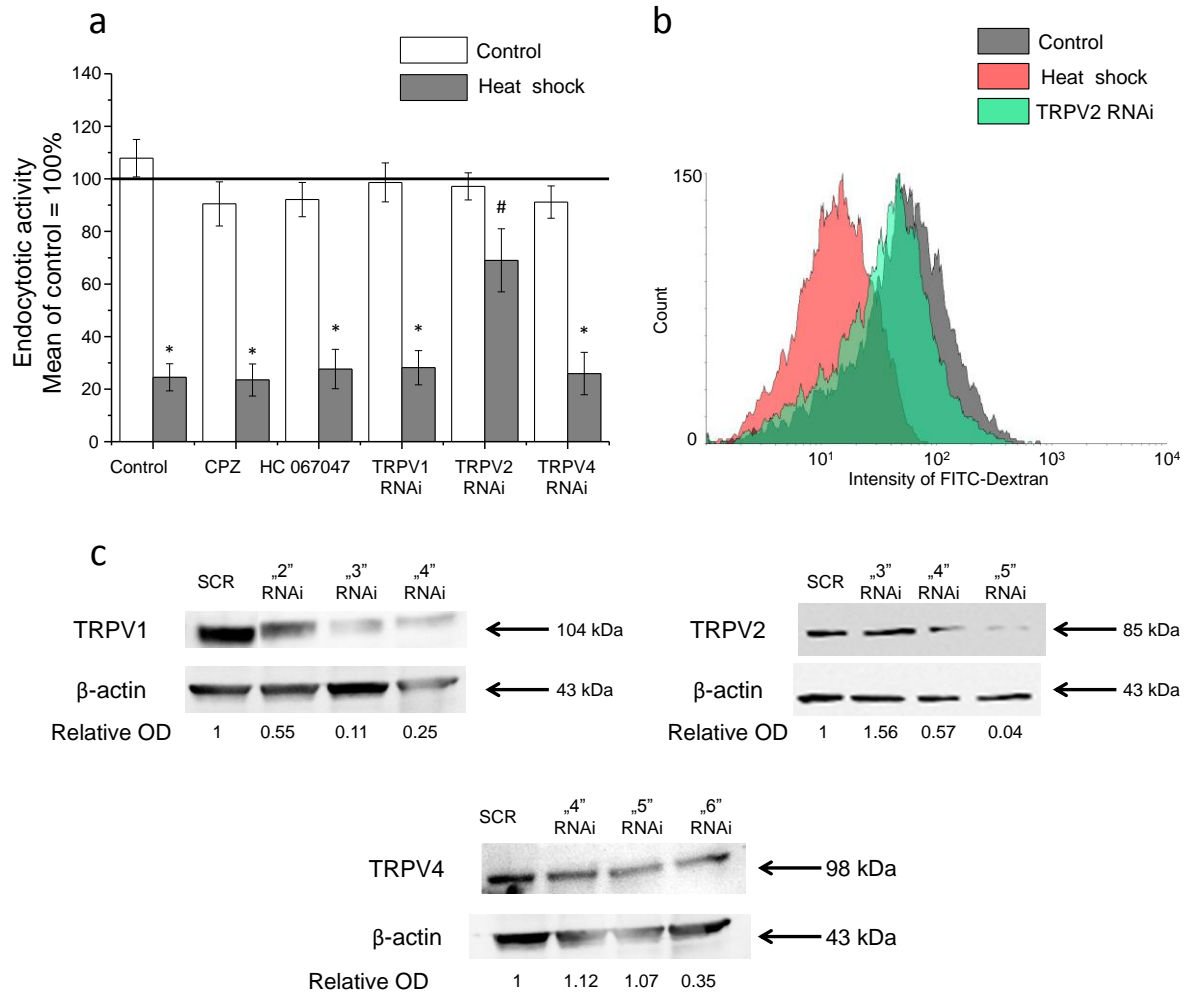 a
Control
Heat shock
Endocytotic activity
Mean of control = 100%
140
120
100
80
60
40
20
0
*
*
*
*
#
*
Control
CPZ
HC 067047
TRPV1
RNAi
TRPV2
RNAi
TRPV4
RNAi
b
Control
Heat shock
TRPV2 RNAi
Count
150
0
10¹
10²
10³
10⁴
Intensity of FITC-Dextran
c
SCR
„2”
RNAi
„3”
RNAi
„4”
RNAi
TRPV1
104 kDa
β-actin
43 kDa
Relative OD 1 0.55 0.11 0.25
SCR
„3”
RNAi
„4”
RNAi
„5”
RNAi
TRPV2
85 kDa
β-actin
43 kDa
Relative OD 1 1.56 0.57 0.04
SCR
„4”
RNAi
„5”
RNAi
„6”
RNAi
TRPV4
98 kDa
β-actin
43 kDa
Relative OD 1 1.12 1.07 0.35